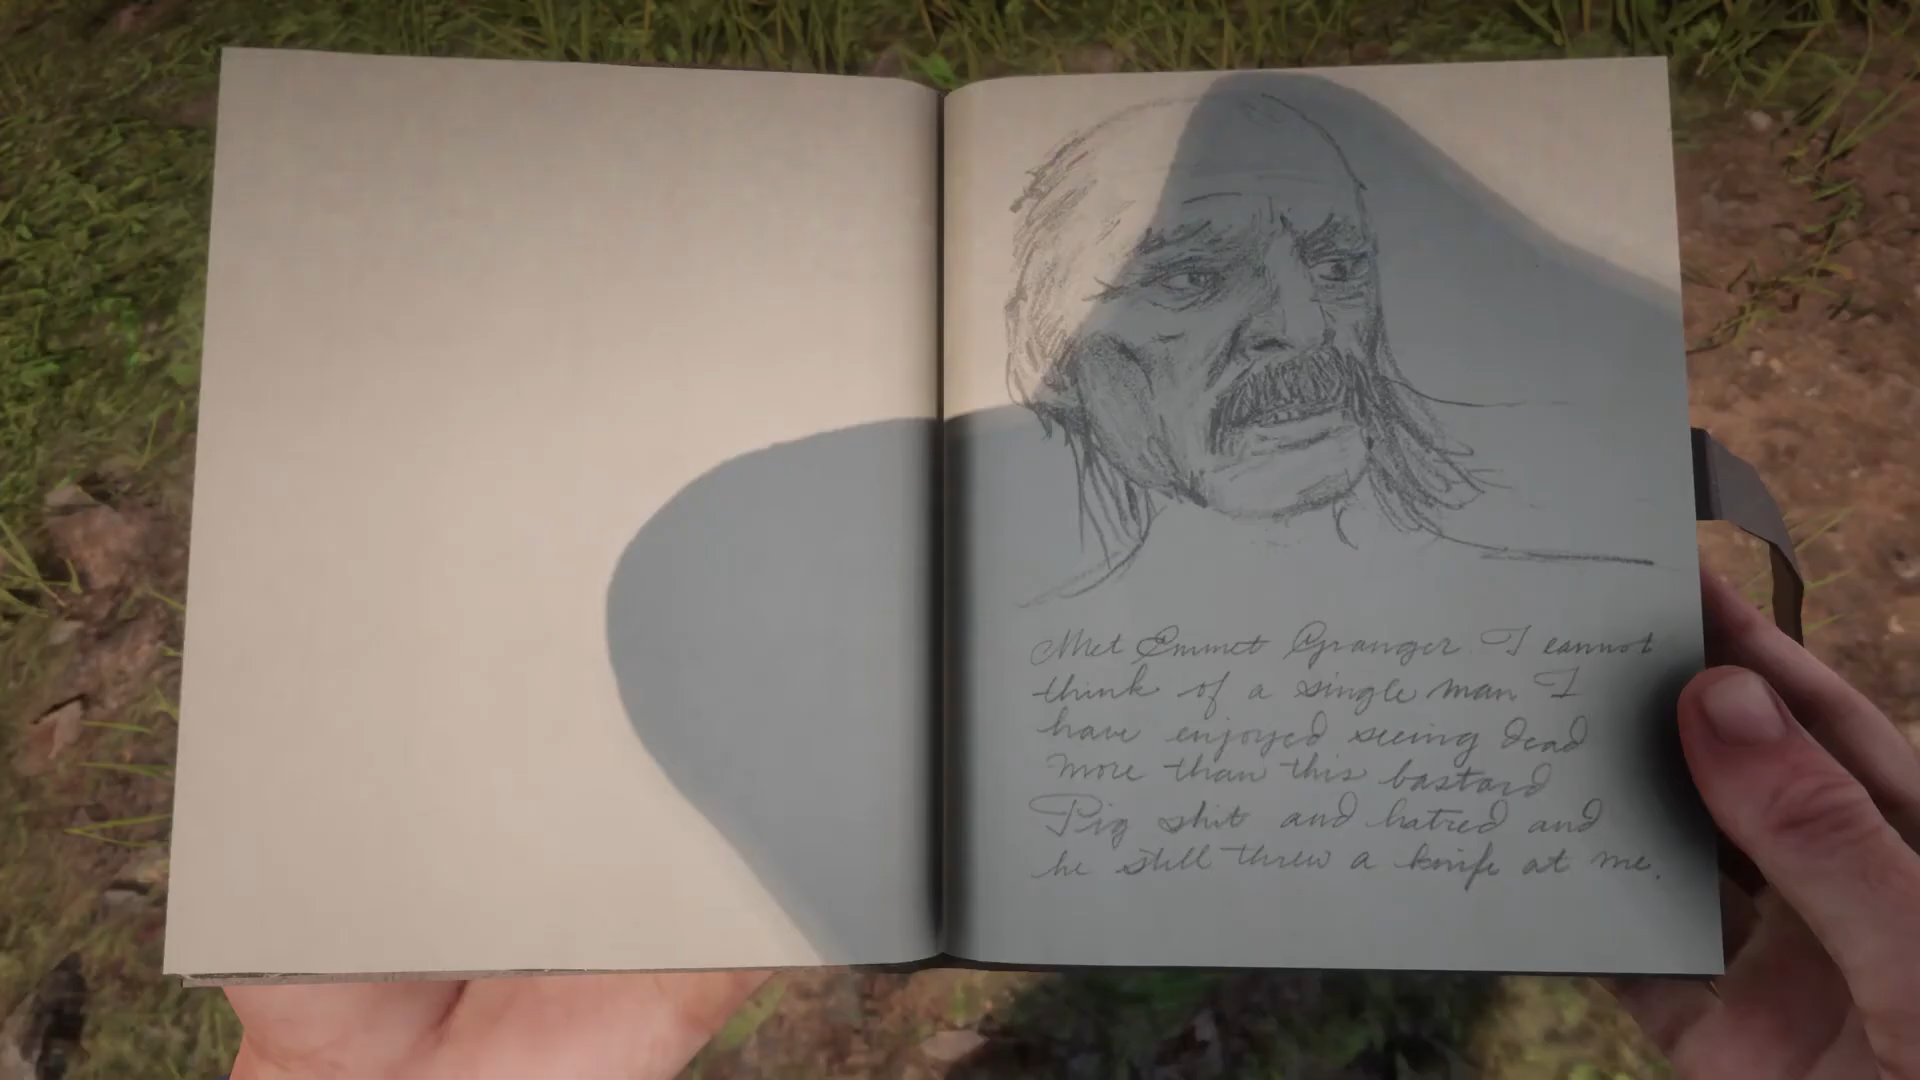 Met Emmet Granger. I cannot
think of a single man I
have enjoyed seeing dead
more than this bastard
Pig shit and hatred and
he still threw a knife at me.